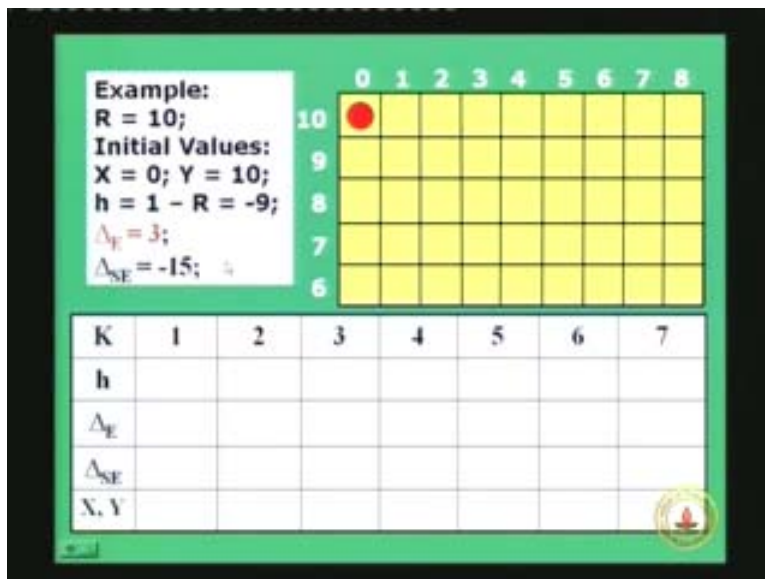 Example:
R = 10;
Initial Values:
X = 0; Y = 10;
h = 1 – R = -9;
ΔE = 3;
ΔSE = -15;
0 1 2 3 4 5 6 7 8
10
9
8
7
6
K 1 2 3 4 5 6 7
h
ΔE
ΔSE
X, Y